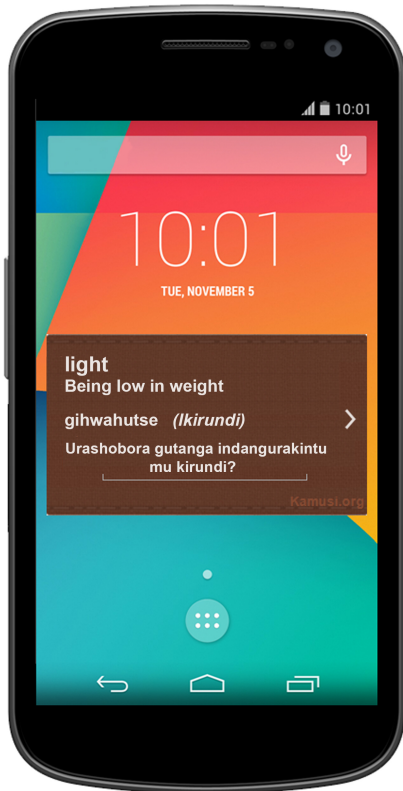 10:01
10:01
TUE, NOVEMBER 5
light
Being low in weight
gihwahutse (Ikirundi)
Urashobora gutanga indangurakintu
mu kirundi?
Kamusi.org